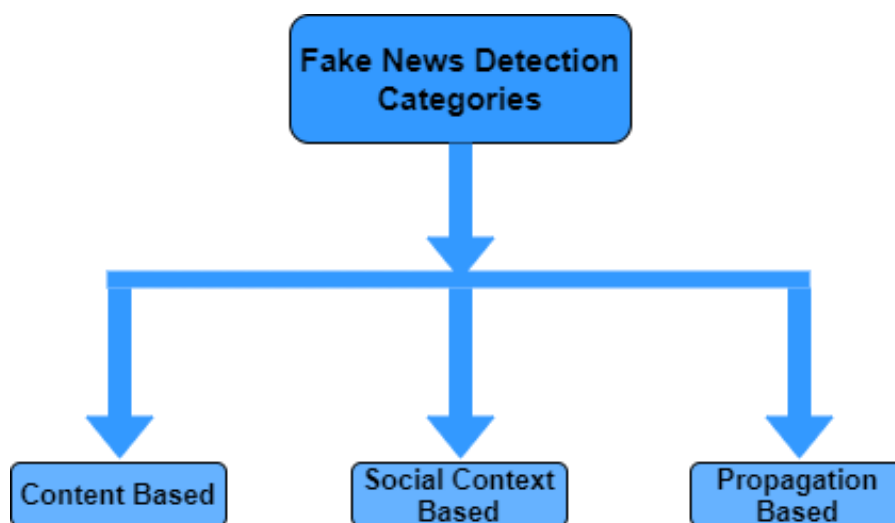 Fake News Detection
Categories
Content Based
Social Context
Based
Propagation
Based